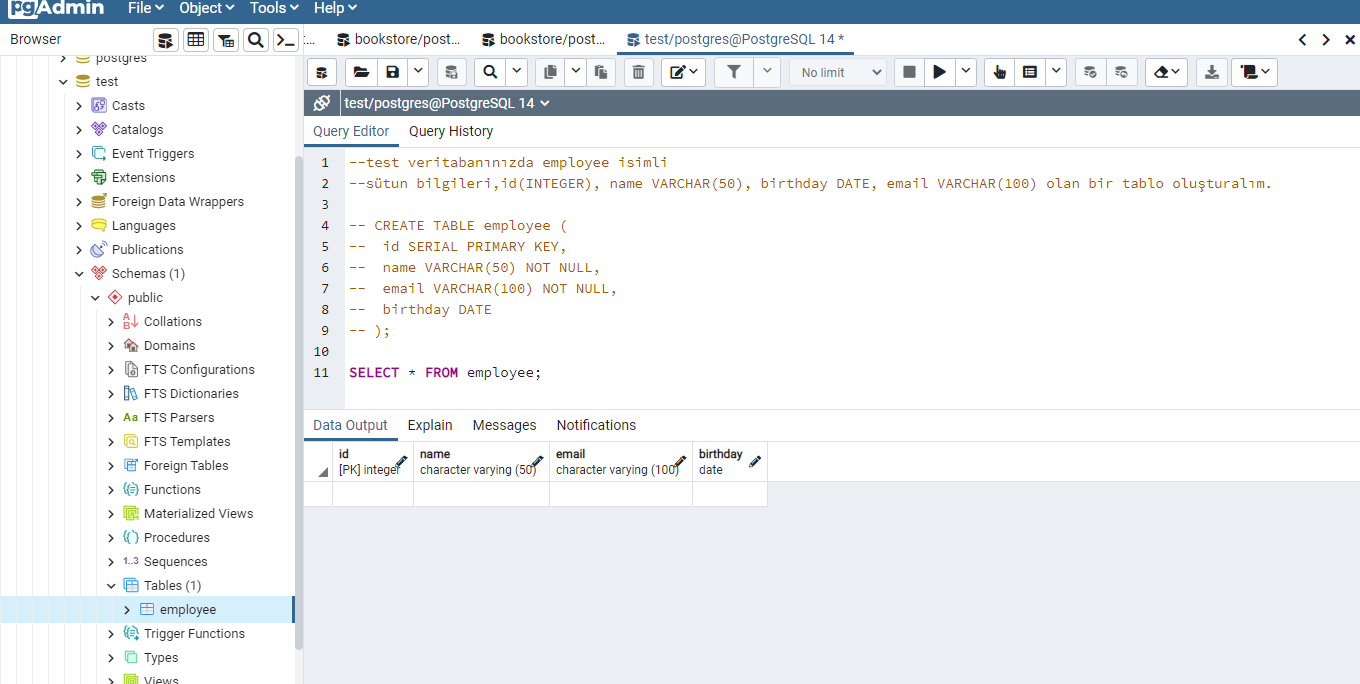 pgAdmin File Object Tools Help
Browser
... bookstore/post... bookstore/post... test/postgres@PostgreSQL 14 *
No limit
test/postgres@PostgreSQL 14
Query Editor Query History
postgres
test
Casts
Catalogs
Event Triggers
Extensions
Foreign Data Wrappers
Languages
Publications
Schemas (1)
public
Collations
Domains
FTS Configurations
FTS Dictionaries
Aa FTS Parsers
FTS Templates
Foreign Tables
Functions
Materialized Views
Procedures
1..3 Sequences
Tables (1)
employee
Trigger Functions
Types
Views
1 --test veritabanınızda employee isimli
2 --sütun bilgileri,id(INTEGER), name VARCHAR(50), birthday DATE, email VARCHAR(100) olan bir tablo oluşturalım.
3
4 -- CREATE TABLE employee (
5 --  id SERIAL PRIMARY KEY,
6 --  name VARCHAR(50) NOT NULL,
7 --  email VARCHAR(100) NOT NULL,
8 --  birthday DATE
9 -- );
10
11 SELECT * FROM employee;
Data Output Explain Messages Notifications
id name email birthday
[PK] integer character varying (50) character varying (100) date